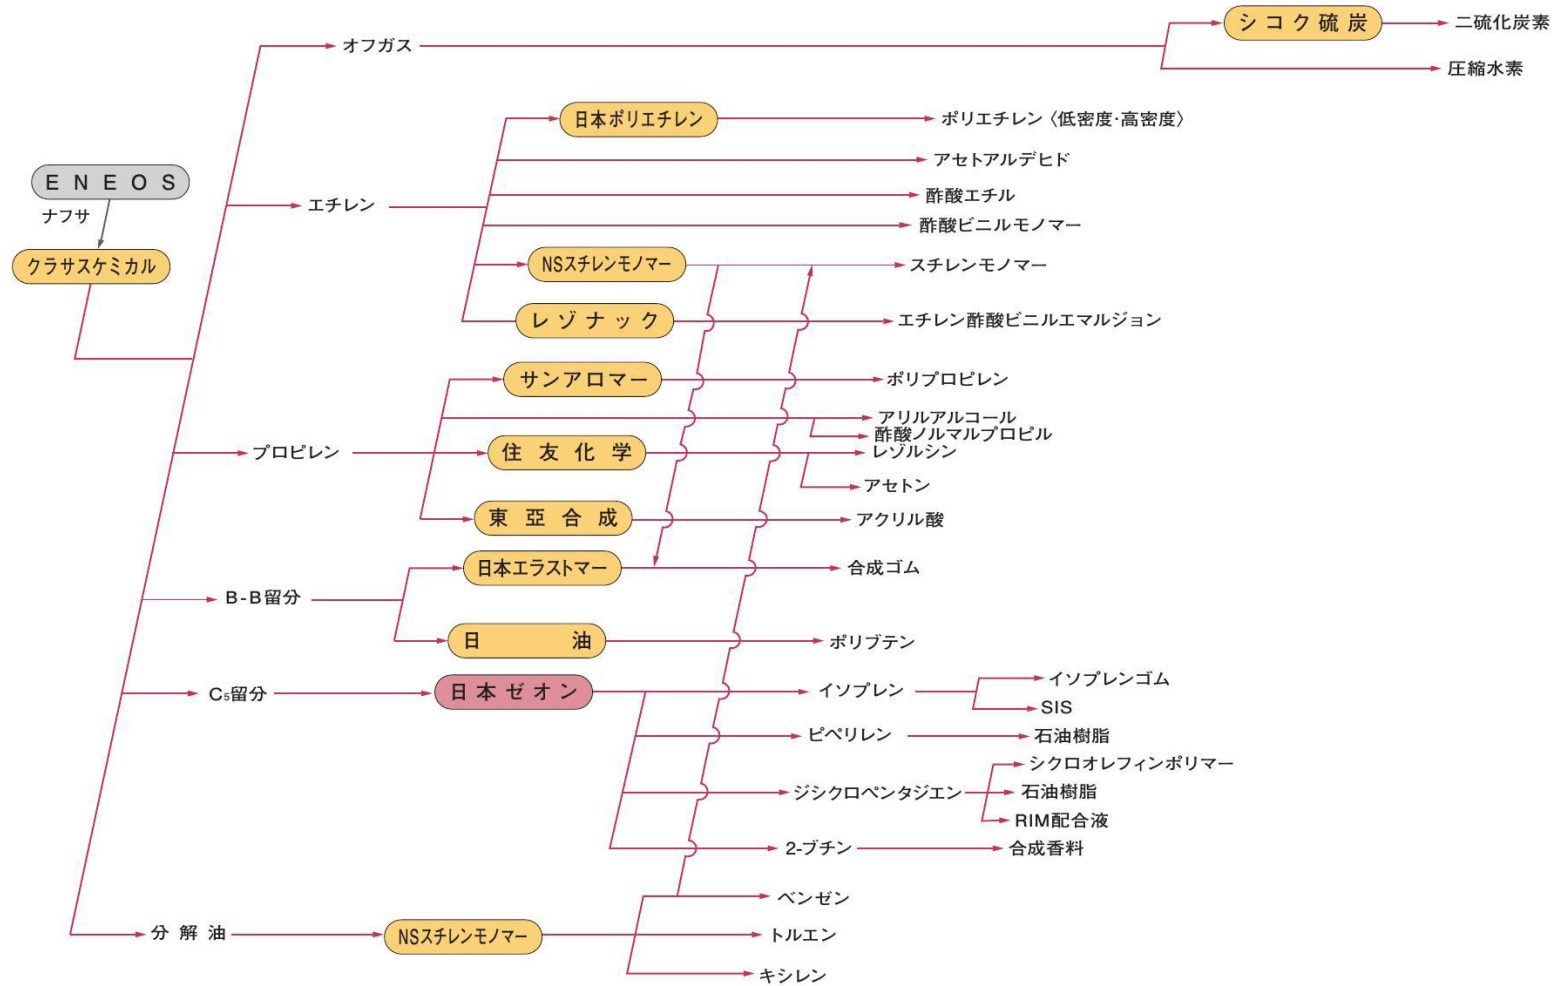 シコク硫炭
二硫化炭素
オフガス
圧縮水素
日本ポリエチレン
ポリエチレン〈低密度·高密度〉
アセトアルデヒド
ENEOS
酢酸エチル
ナフサ
エチレン
酢酸ビニルモノマー
クラサスケミカル
NSスチレンモノマー
スチレンモノマー
レゾナック
エチレン酢酸ビニルエマルジョン
サンアロマー
ポリプロピレン
アリルアルコール
酢酸ノルマルプロピル
プロピレン
住友化学
レゾルシン
アセトン
東亞合成
アクリル酸
日本エラストマー
合成ゴム
B-B留分
日油
ポリブテン
C₅留分
日本ゼオン
イソプレン
イソプレンゴム
SIS
ピペリレン
石油樹脂
シクロオレフィンポリマー
ジシクロペンタジエン
石油樹脂
RIM配合液
2-ブチン
合成香料
ベンゼン
分解油
NSスチレンモノマー
トルエン
キシレン